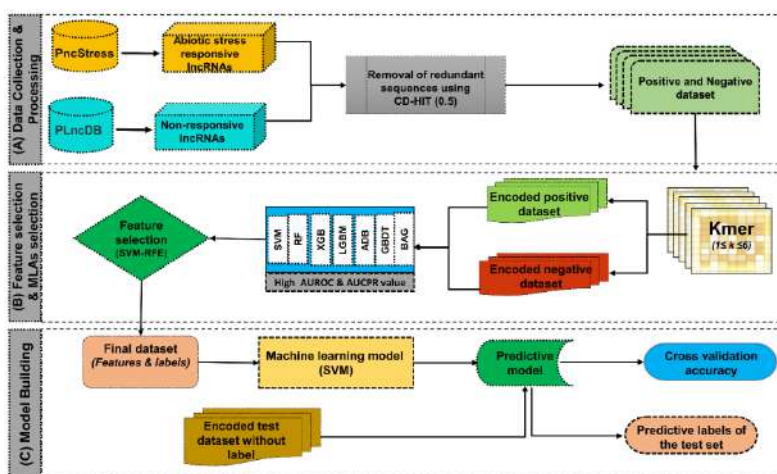 (A) Data Collection &
Processing
PncStress
Abiotic stress
responsive
lncRNAs
PLncDB
Non-responsive
lncRNAs
Removal of redundant
sequences using
CD-HIT (0.5)
Positive and Negative
dataset
(B) Feature selection
& MLAs selection
Feature
selection
(SVM-RFE)
SVM
RF
XGB
LGBM
ADB
GBDT
BAG
High AUROC & AUCPR value
Encoded positive
dataset
Encoded negative
dataset
Kmer
(1≤ k ≤6)
(C) Model Building
Final dataset
(Features & labels)
Machine learning model
(SVM)
Predictive
model
Cross validation
accuracy
Encoded test
dataset without
label
Predictive labels of
the test set